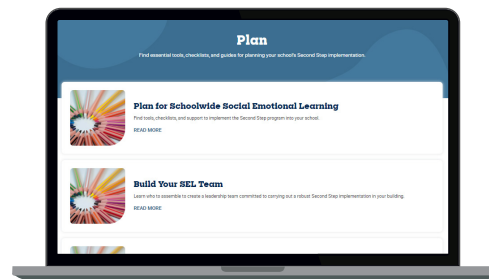 Plan
Find essential tools, checklists, and guides for planning your school's Second Step implementation.
Plan for Schoolwide Social Emotional Learning
Find tools, checklists, and support to implement the Second Step program into your school.
READ MORE
Build Your SEL Team
Learn who to assemble to create a leadership team committed to carrying out a robust Second Step implementation in your building.
READ MORE